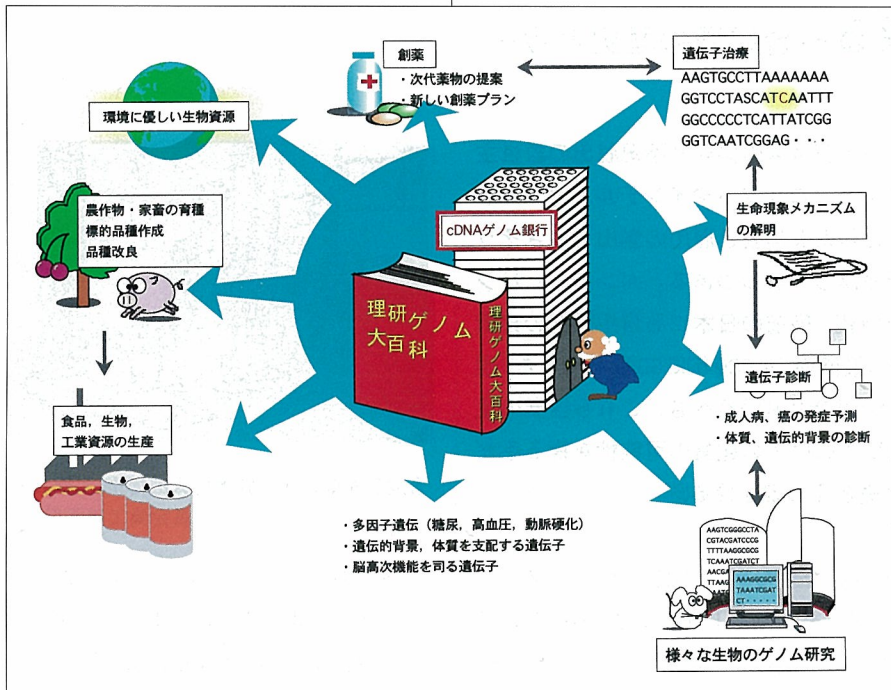 創薬
・次代薬物の提案
・新しい創薬プラン
遺伝子治療
AAGTGCCTTAAAAAAA
GGTCCTASCATCAATTT
GGCCCCCTCATTATCGG
GGTCAATCGGAG・・・
環境に優しい生物資源
農作物・家畜の育種
標的品種作成
品種改良
cDNAゲノム銀行
生命現象メカニズム
の解明
理研ゲノム
大百科
理研ゲノム大百科
遺伝子診断
・成人病、癌の発症予測
・体質、遺伝的背景の診断
食品，生物，
工業資源の生産
・多因子遺伝（糖尿，高血圧，動脈硬化）
・遺伝的背景，体質を支配する遺伝子
・脳高次機能を司る遺伝子
AAGTCGGGCCTA
CGTACGATCCCG
TTTTAAGGCGCG
TCAAATCGATCT
AACGA
TTAAG
AAAGGCGCG
TAAATCGAT
CT・・・・・
様々な生物のゲノム研究